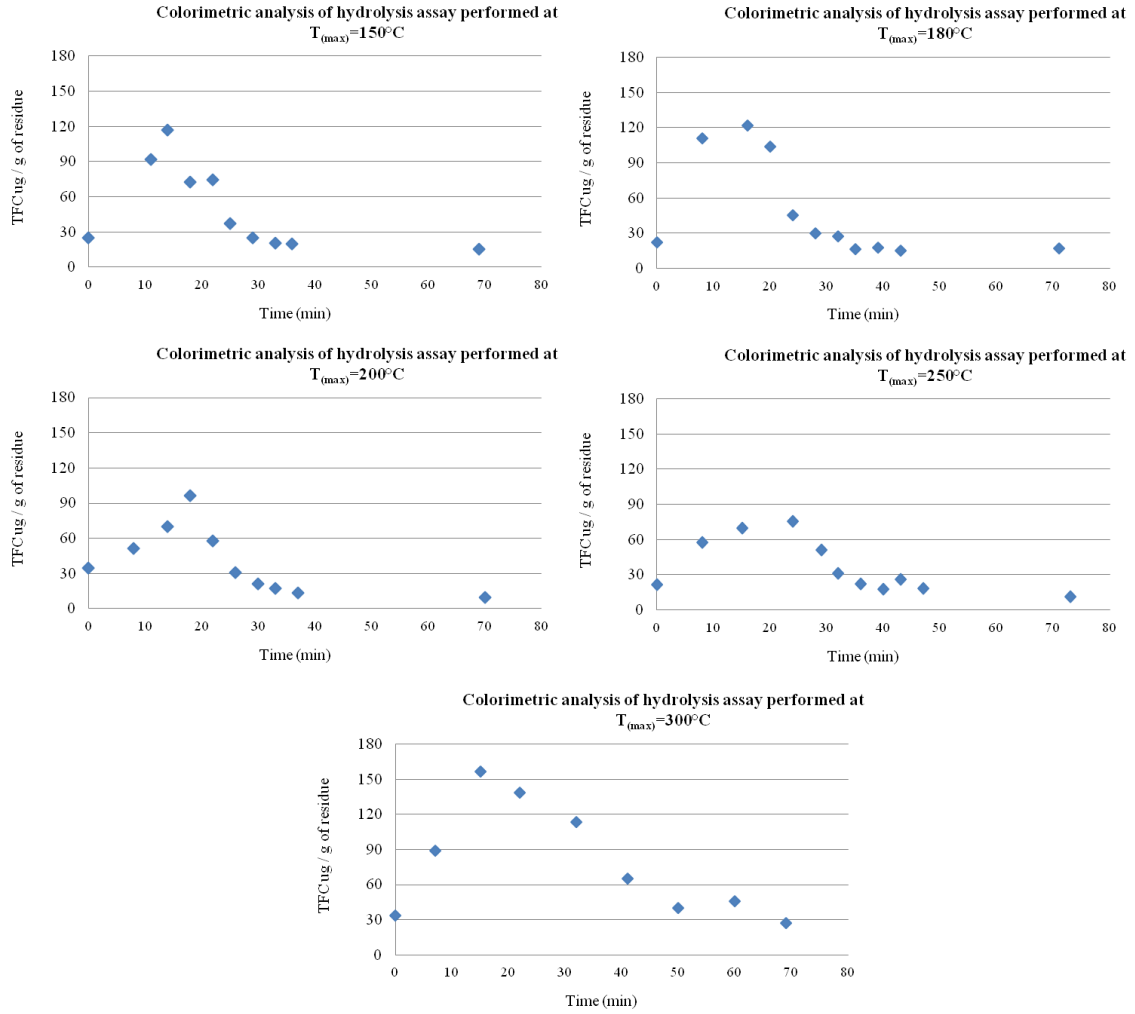 Colorimetric analysis of hydrolysis assay performed at
T(max)=150°C
180
150
120
90
60
30
0
TFC ug / g of residue
0 10 20 30 40 50 60 70 80
Time (min)
Colorimetric analysis of hydrolysis assay performed at
T(max)=180°C
180
150
120
90
60
30
0
TFC ug / g of residue
0 10 20 30 40 50 60 70 80
Time (min)
Colorimetric analysis of hydrolysis assay performed at
T(max)=200°C
180
150
120
90
60
30
0
TFC ug / g of residue
0 10 20 30 40 50 60 70 80
Time (min)
Colorimetric analysis of hydrolysis assay performed at
T(max)=250°C
180
150
120
90
60
30
0
TFC ug / g of residue
0 10 20 30 40 50 60 70 80
Time (min)
Colorimetric analysis of hydrolysis assay performed at
T(max)=300°C
180
150
120
90
60
30
0
TFC ug / g of residue
0 10 20 30 40 50 60 70 80
Time (min)